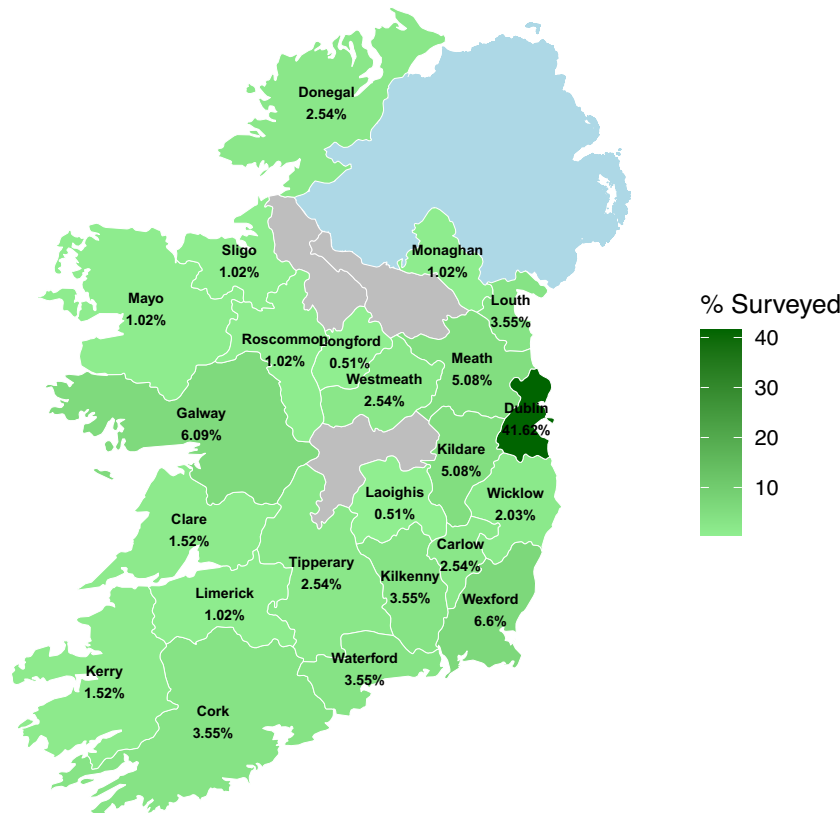 Donegal
2.54%
Monaghan
1.02%
Sligo
1.02%
Mayo
1.02%
Louth
3.55%
Roscommon
1.02%
Longford
0.51%
Meath
5.08%
Westmeath
2.54%
Dublin
41.62%
Galway
6.09%
Kildare
5.08%
Laoighis
0.51%
Wicklow
2.03%
Clare
1.52%
Carlow
2.54%
Tipperary
2.54%
Kilkenny
3.55%
Limerick
1.02%
Wexford
6.6%
Waterford
3.55%
Kerry
1.52%
Cork
3.55%
% Surveyed
40
30
20
10